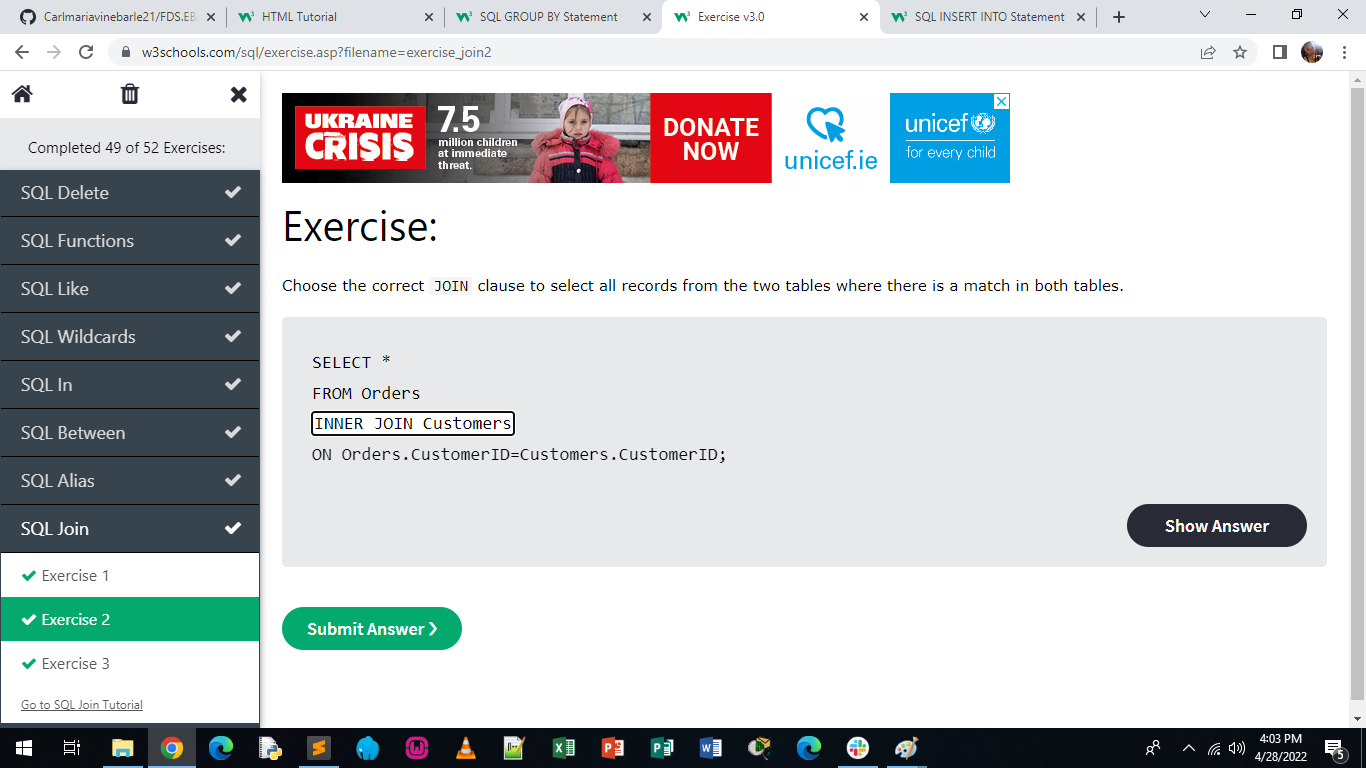 Carlmariavinebarle21/FDS.EB
HTML Tutorial
SQL GROUP BY Statement
Exercise v3.0
SQL INSERT INTO Statement
w3schools.com/sql/exercise.asp?filename=exercise_join2
Completed 49 of 52 Exercises:
SQL Delete
SQL Functions
SQL Like
SQL Wildcards
SQL In
SQL Between
SQL Alias
SQL Join
Exercise 1
Exercise 2
Exercise 3
Go to SQL Join Tutorial
UKRAINE
CRISIS
7.5
million children
at immediate
threat.
DONATE
NOW
unicef.ie
unicef
for every child
Exercise:
Choose the correct JOIN clause to select all records from the two tables where there is a match in both tables.
SELECT *
FROM Orders
INNER JOIN Customers
ON Orders.CustomerID=Customers.CustomerID;
Show Answer
Submit Answer ❯
4:03 PM
4/28/2022
5